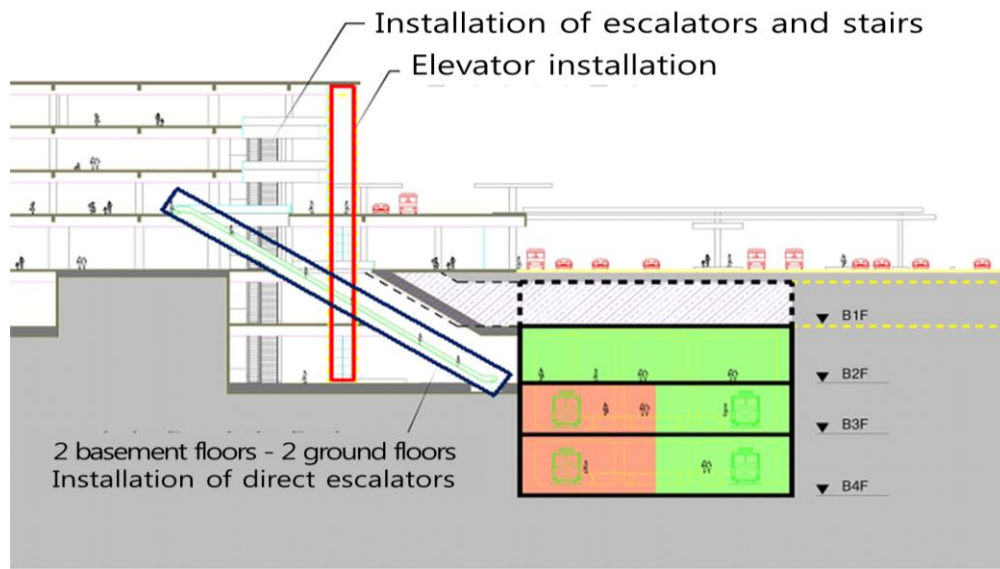 Installation of escalators and stairs
Elevator installation
B1F
B2F
B3F
B4F
2 basement floors - 2 ground floors
Installation of direct escalators